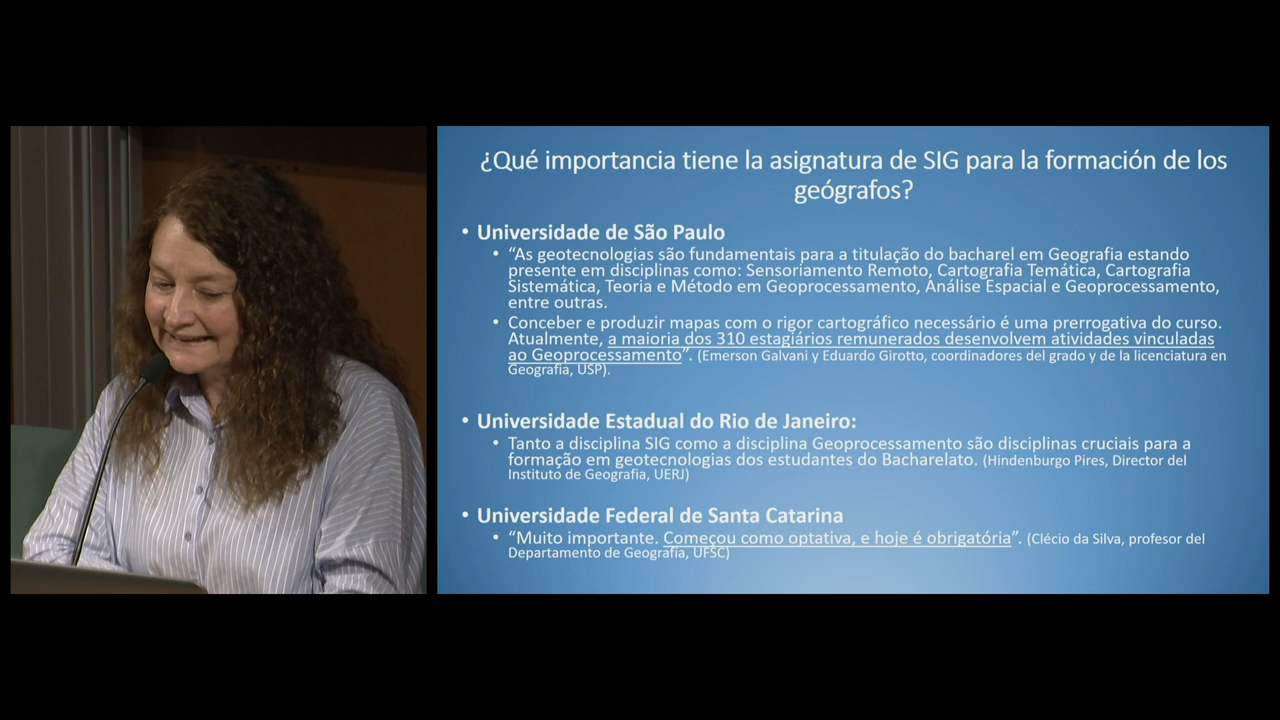 ¿Qué importancia tiene la asignatura de SIG para la formación de los
geógrafos?
• Universidade de São Paulo
• “As geotecnologias são fundamentais para a titulação do bacharel em Geografia estando
presente em disciplinas como: Sensoriamento Remoto, Cartografia Temática, Cartografia
Sistemática, Teoria e Método em Geoprocessamento, Análise Espacial e Geoprocessamento,
entre outras.
• Conceber e produzir mapas com o rigor cartográfico necessário é uma prerrogativa do curso.
Atualmente, a maioria dos 310 estagiários remunerados desenvolvem atividades vinculadas
ao Geoprocessamento”. (Emerson Galvani y Eduardo Girotto, coordinadores del grado y de la licenciatura en
Geografía, USP).
• Universidade Estadual do Rio de Janeiro:
• Tanto a disciplina SIG como a disciplina Geoprocessamento são disciplinas cruciais para a
formação em geotecnologias dos estudantes do Bacharelato. (Hindenburgo Pires, Director del
Instituto de Geografía, UERJ)
• Universidade Federal de Santa Catarina
• “Muito importante. Começou como optativa, e hoje é obrigatória”. (Clécio da Silva, profesor del
Departamento de Geografía, UFSC)